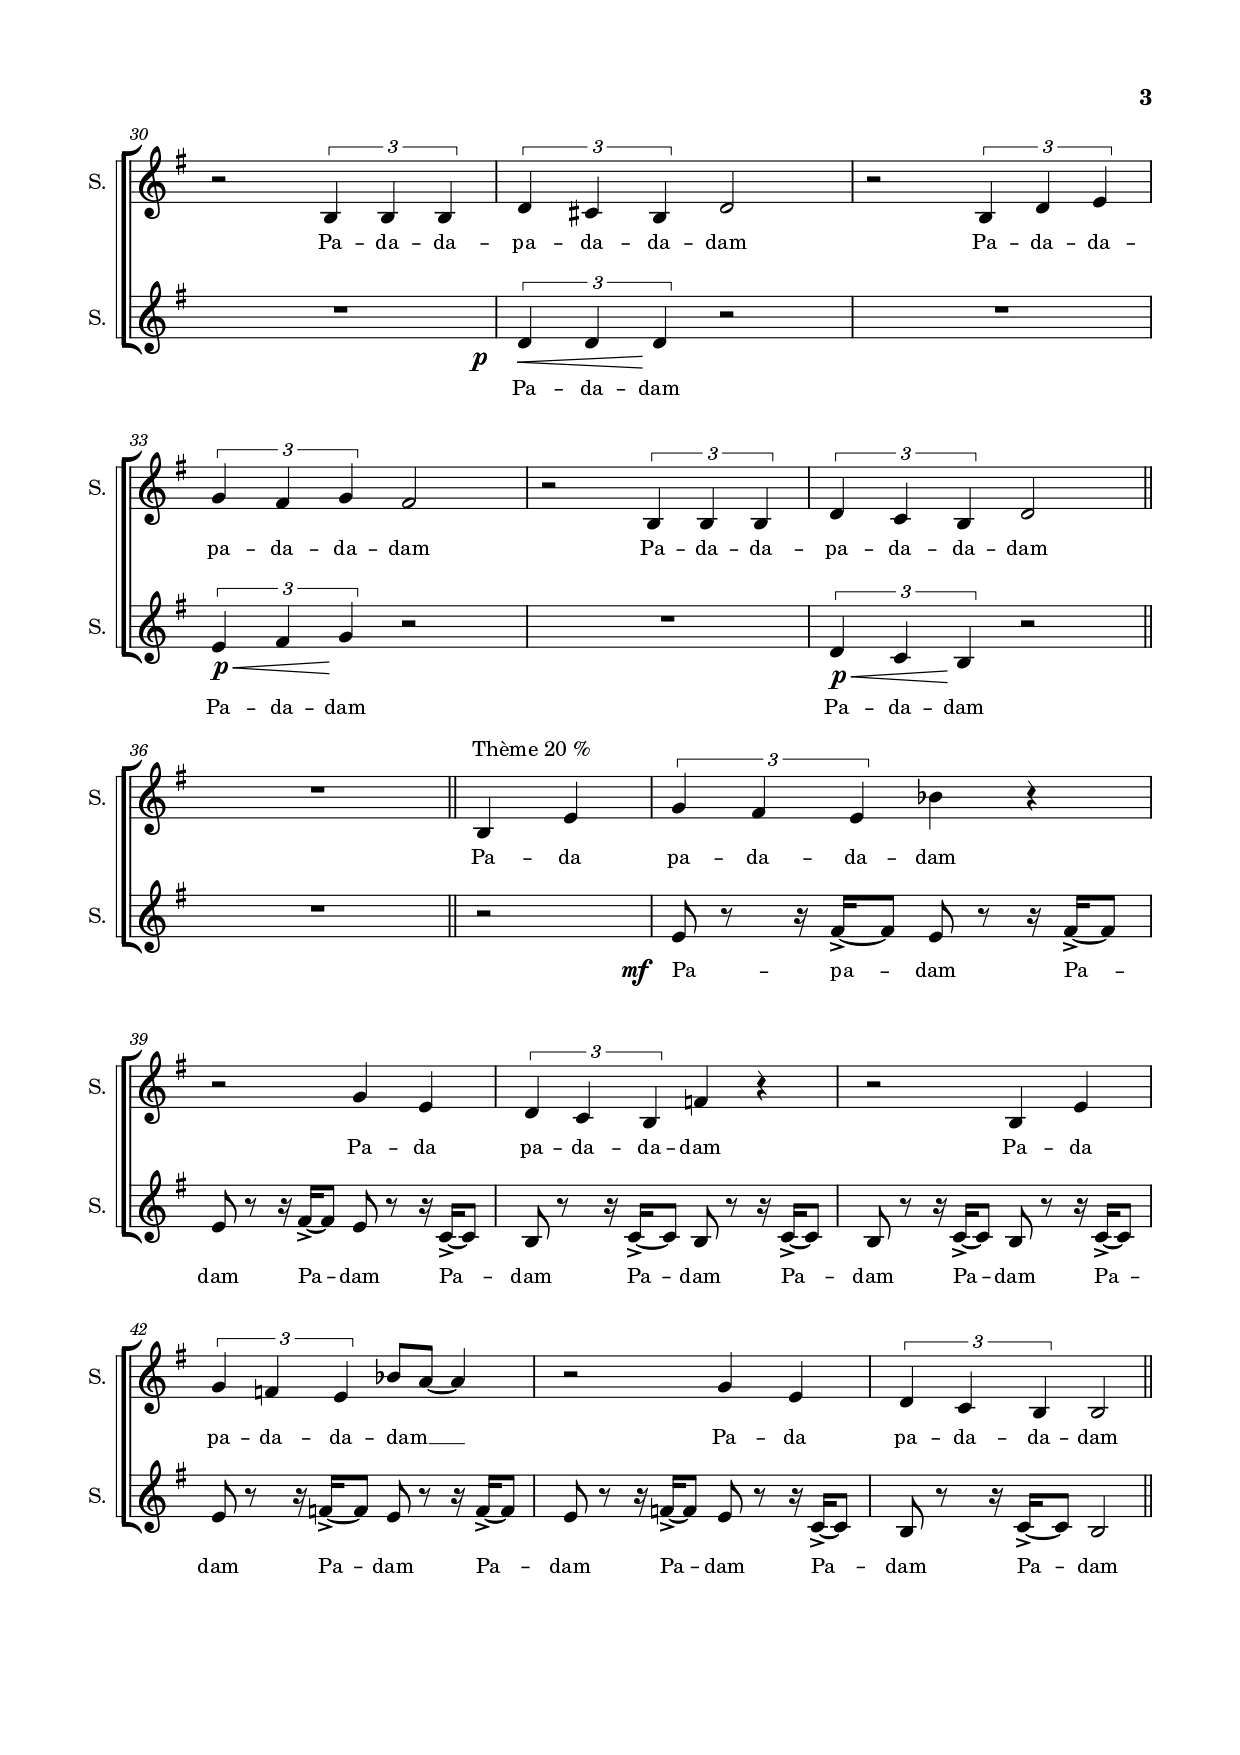 3
30
3 3 3
S.
Pa -- da -- da -- pa -- da -- da -- dam Pa -- da -- da --
3
S.
p
Pa -- da -- dam
33
3 3 3
S.
pa -- da -- da -- dam Pa -- da -- da -- pa -- da -- da -- dam
3 3
S.
p p
Pa -- da -- dam Pa -- da -- dam
36
Thème 20 %
3
S.
Pa -- da pa -- da -- da -- dam
S.
mf Pa -- pa -- dam Pa --
39
3
S.
Pa -- da pa -- da -- da -- dam Pa -- da
S.
dam Pa -- dam Pa -- dam Pa -- dam Pa -- dam Pa -- dam Pa --
42
3 3
S.
pa -- da -- da -- dam __ Pa -- da pa -- da -- da -- dam
S.
dam Pa -- dam Pa -- dam Pa -- dam Pa -- dam Pa -- dam